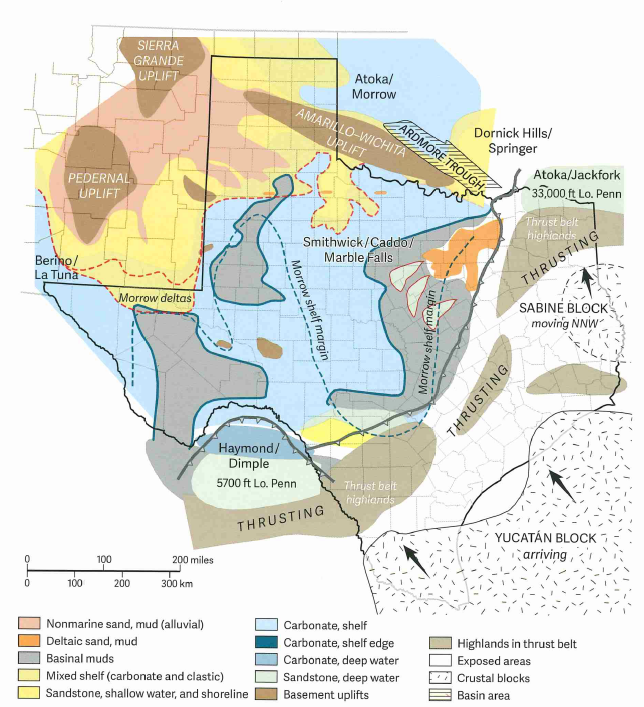 SIERRA
GRANDE
UPLIFT
Atoka/
Morrow
AMARILLO-WICHITA
UPLIFT
ARDMORE TROUGH
Dornick Hills/
Springer
PEDERNAL
UPLIFT
Atoka/Jackfork
33,000 ft Lo. Penn
Thrust belt
highlands
THRUSTING
Smithwick/Caddo/
Marble Falls
Berino/
La Tuna
Morrow deltas
Morrow shelf margin
Morrow shelf margin
SABINE BLOCK
moving NNW
THRUSTING
Haymond/
Dimple
5700 ft Lo. Penn
Thrust belt
highlands
THRUSTING
YUCATÁN BLOCK
arriving
0 100 200 miles
0 100 200 300 km
Nonmarine sand, mud (alluvial)
Deltaic sand, mud
Basinal muds
Mixed shelf (carbonate and clastic)
Sandstone, shallow water, and shoreline
Carbonate, shelf
Carbonate, shelf edge
Carbonate, deep water
Sandstone, deep water
Basement uplifts
Highlands in thrust belt
Exposed areas
Crustal blocks
Basin area